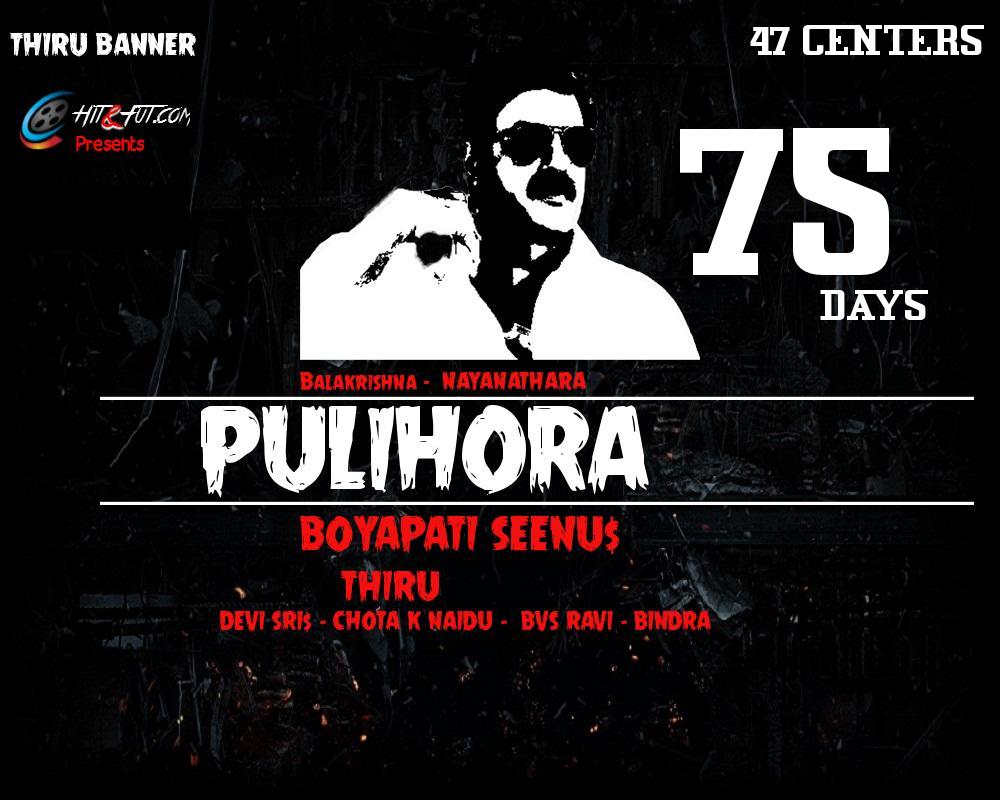 THIRU BANNER
47 CENTERS
HIT&FUT.COM
Presents
75
DAYS
BALAKRISHNA - NAYANATHARA
PULIHORA
BOYAPATI SEENU$
THIRU
DEVI SRI$ - CHOTA K NAIDU - BVS RAVI - BINDRA